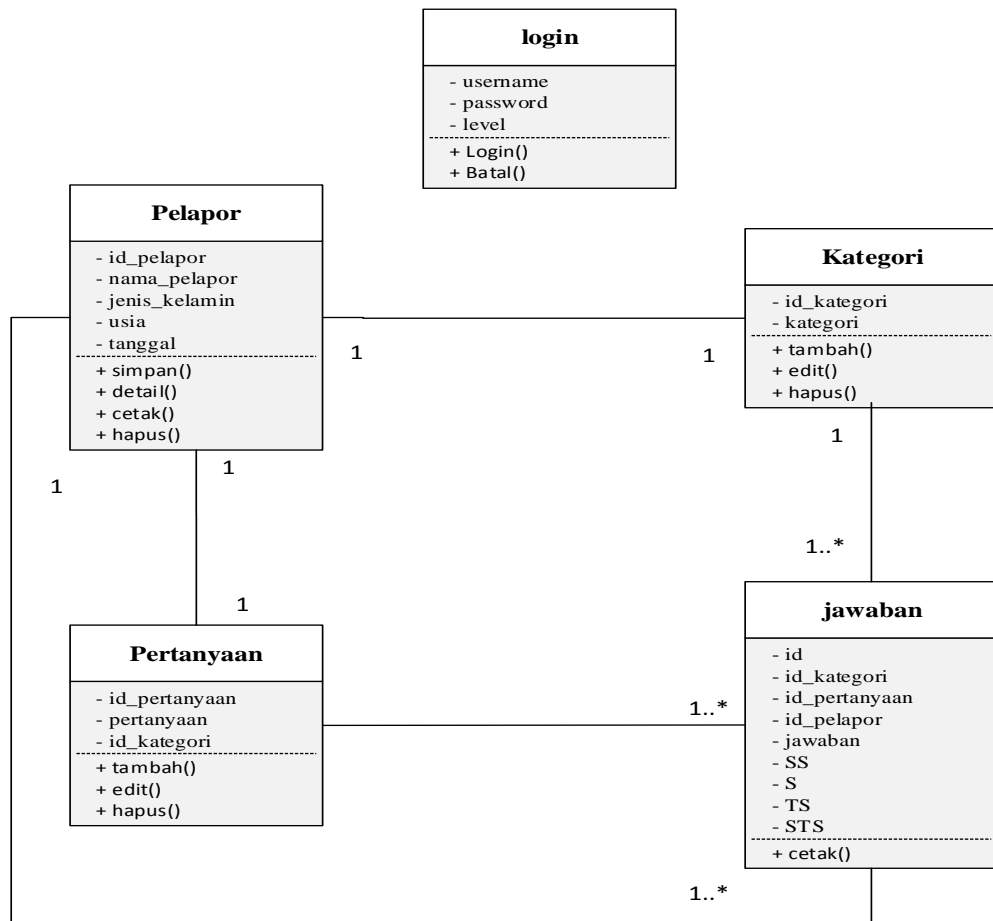 login
- username
- password
- level
+ Login()
+ Batal()
Pelapor
- id_pelapor
- nama_pelapor
- jenis_kelamin
- usia
- tanggal
+ simpan()
+ detail()
+ cetak()
+ hapus()
Kategori
- id_kategori
- kategori
+ tambah()
+ edit()
+ hapus()
1
1
1
1
1
1..*
1
Pertanyaan
- id_pertanyaan
- pertanyaan
- id_kategori
+ tambah()
+ edit()
+ hapus()
jawaban
- id
- id_kategori
- id_pertanyaan
- id_pelapor
- jawaban
- SS
- S
- TS
- STS
+ cetak()
1..*
1..*